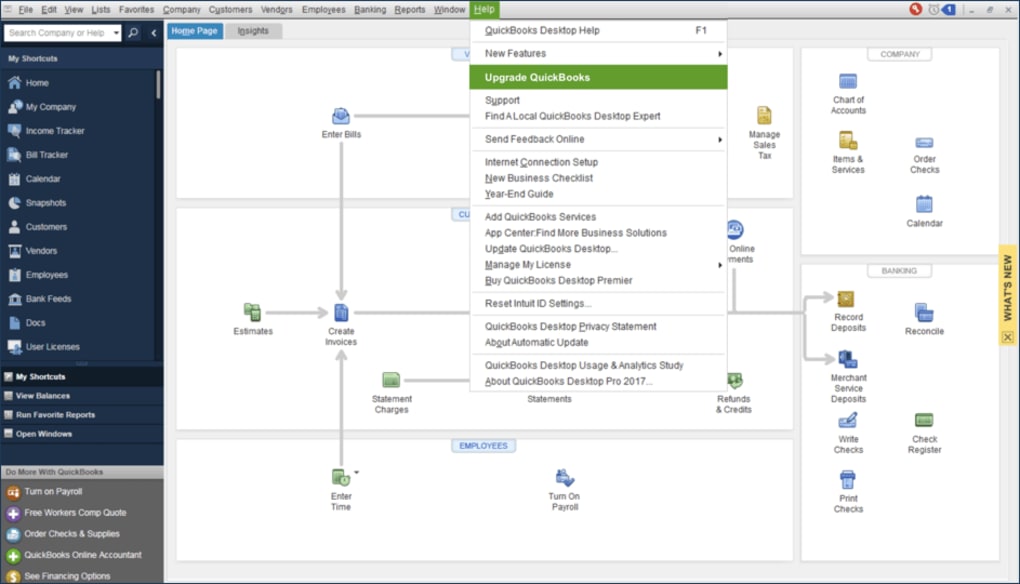 File Edit View Lists Favorites Company Customers Vendors Employees Banking Reports Window Help
1
Search Company or Help
Home Page
Insights
My Shortcuts
Home
My Company
Income Tracker
Bill Tracker
Calendar
Snapshots
Customers
Vendors
Employees
Bank Feeds
Docs
User Licenses
My Shortcuts
View Balances
Run Favorite Reports
Open Windows
Do More With QuickBooks
Turn on Payroll
Free Workers Comp Quote
Order Checks & Supplies
QuickBooks Online Accountant
See Financing Options
Enter Bills
Estimates
Create
Invoices
Statement
Charges
Statements
Refunds
& Credits
Online
Manage
Sales
Tax
EMPLOYEES
Enter
Time
Turn On
Payroll
QuickBooks Desktop Help F1
New Features
Upgrade QuickBooks
Support
Find A Local QuickBooks Desktop Expert
Send Feedback Online
Internet Connection Setup
New Business Checklist
Year-End Guide
Add QuickBooks Services
App Center:Find More Business Solutions
Update QuickBooks Desktop...
Manage My License
Buy QuickBooks Desktop Premier
Reset Intuit ID Settings...
QuickBooks Desktop Privacy Statement
About Automatic Update
QuickBooks Desktop Usage & Analytics Study
About QuickBooks Desktop Pro 2017...
COMPANY
Chart of
Accounts
Items &
Services
Order
Checks
Calendar
BANKING
Record
Deposits
Reconcile
Merchant
Service
Deposits
Write
Checks
Check
Register
Print
Checks
WHAT'S NEW